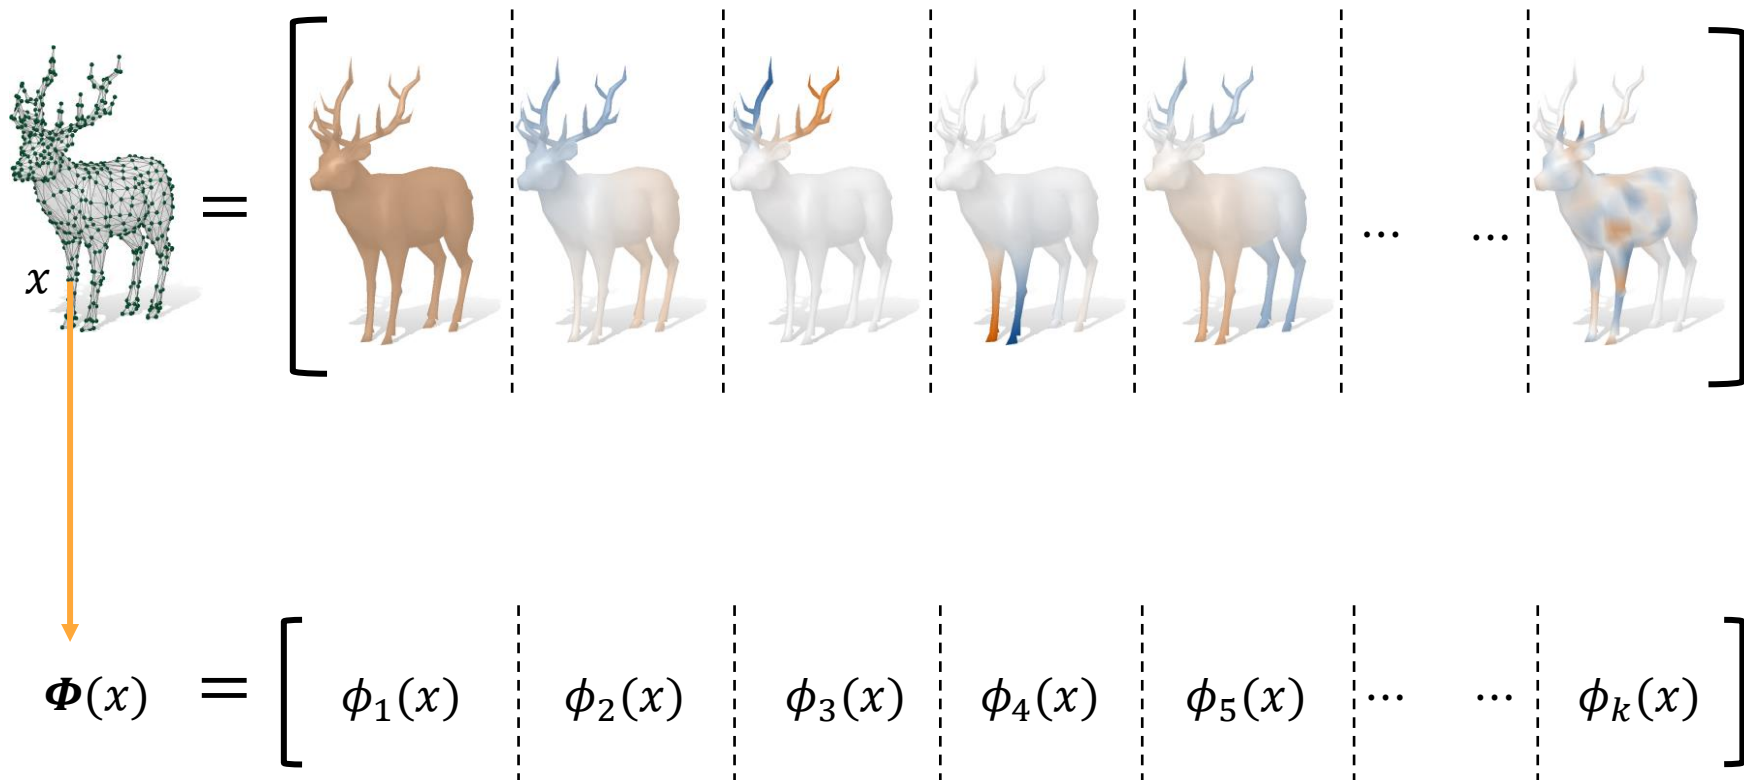 = [ ... ... ]
x
𝜱(x) = [ ϕ₁(x) ϕ₂(x) ϕ₃(x) ϕ₄(x) ϕ₅(x) ... ... ϕₖ(x) ]